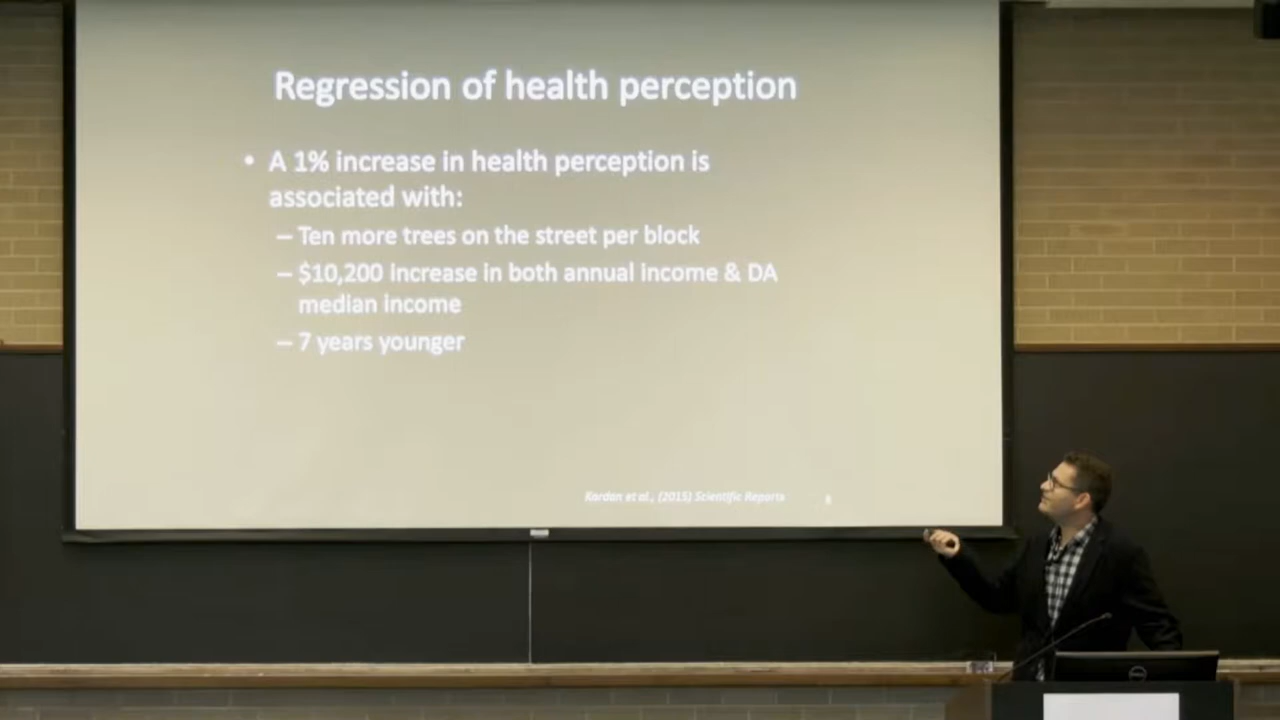 Regression of health perception
• A 1% increase in health perception is
associated with:
– Ten more trees on the street per block
– $10,200 increase in both annual income & DA
median income
– 7 years younger
Kardan et al., (2015) Scientific Reports
DELL